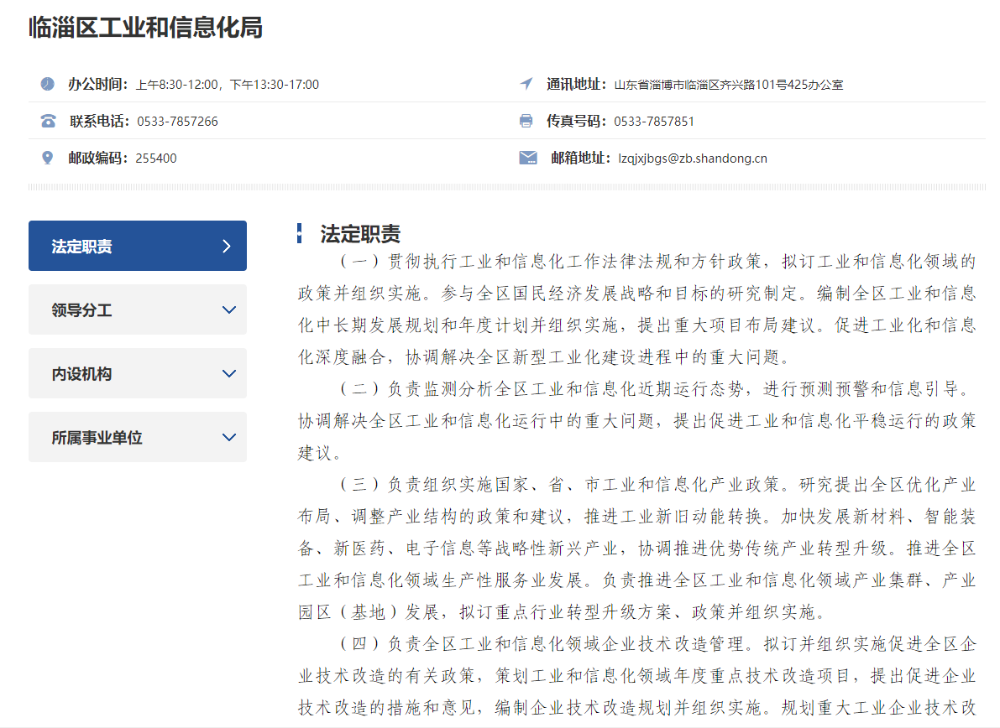 临淄区工业和信息化局
办公时间：上午8:30-12:00，下午13:30-17:00
通讯地址：山东省淄博市临淄区齐兴路101号425办公室
联系电话：0533-7857266
传真号码：0533-7857851
邮政编码：255400
邮箱地址：lzqjxjbgs@zb.shandong.cn
法定职责
领导分工
内设机构
所属事业单位
法定职责
（一）贯彻执行工业和信息化工作法律法规和方针政策，拟订工业和信息化领域的
政策并组织实施。参与全区国民经济发展战略和目标的研究制定。编制全区工业和信息
化中长期发展规划和年度计划并组织实施，提出重大项目布局建议。促进工业化和信息
化深度融合，协调解决全区新型工业化建设进程中的重大问题。
（二）负责监测分析全区工业和信息化近期运行态势，进行预测预警和信息引导。
协调解决全区工业和信息化运行中的重大问题，提出促进工业和信息化平稳运行的政策
建议。
（三）负责组织实施国家、省、市工业和信息化产业政策。研究提出全区优化产业
布局、调整产业结构的政策和建议，推进工业新旧动能转换。加快发展新材料、智能装
备、新医药、电子信息等战略性新兴产业，协调推进优势传统产业转型升级。推进全区
工业和信息化领域生产性服务业发展。负责推进全区工业和信息化领域产业集群、产业
园区（基地）发展，拟订重点行业转型升级方案、政策并组织实施。
（四）负责全区工业和信息化领域企业技术改造管理。拟订并组织实施促进全区企
业技术改造的有关政策，策划工业和信息化领域年度重点技术改造项目，提出促进企业
技术改造的措施和意见，编制企业技术改造规划并组织实施。规划重大工业企业技术改